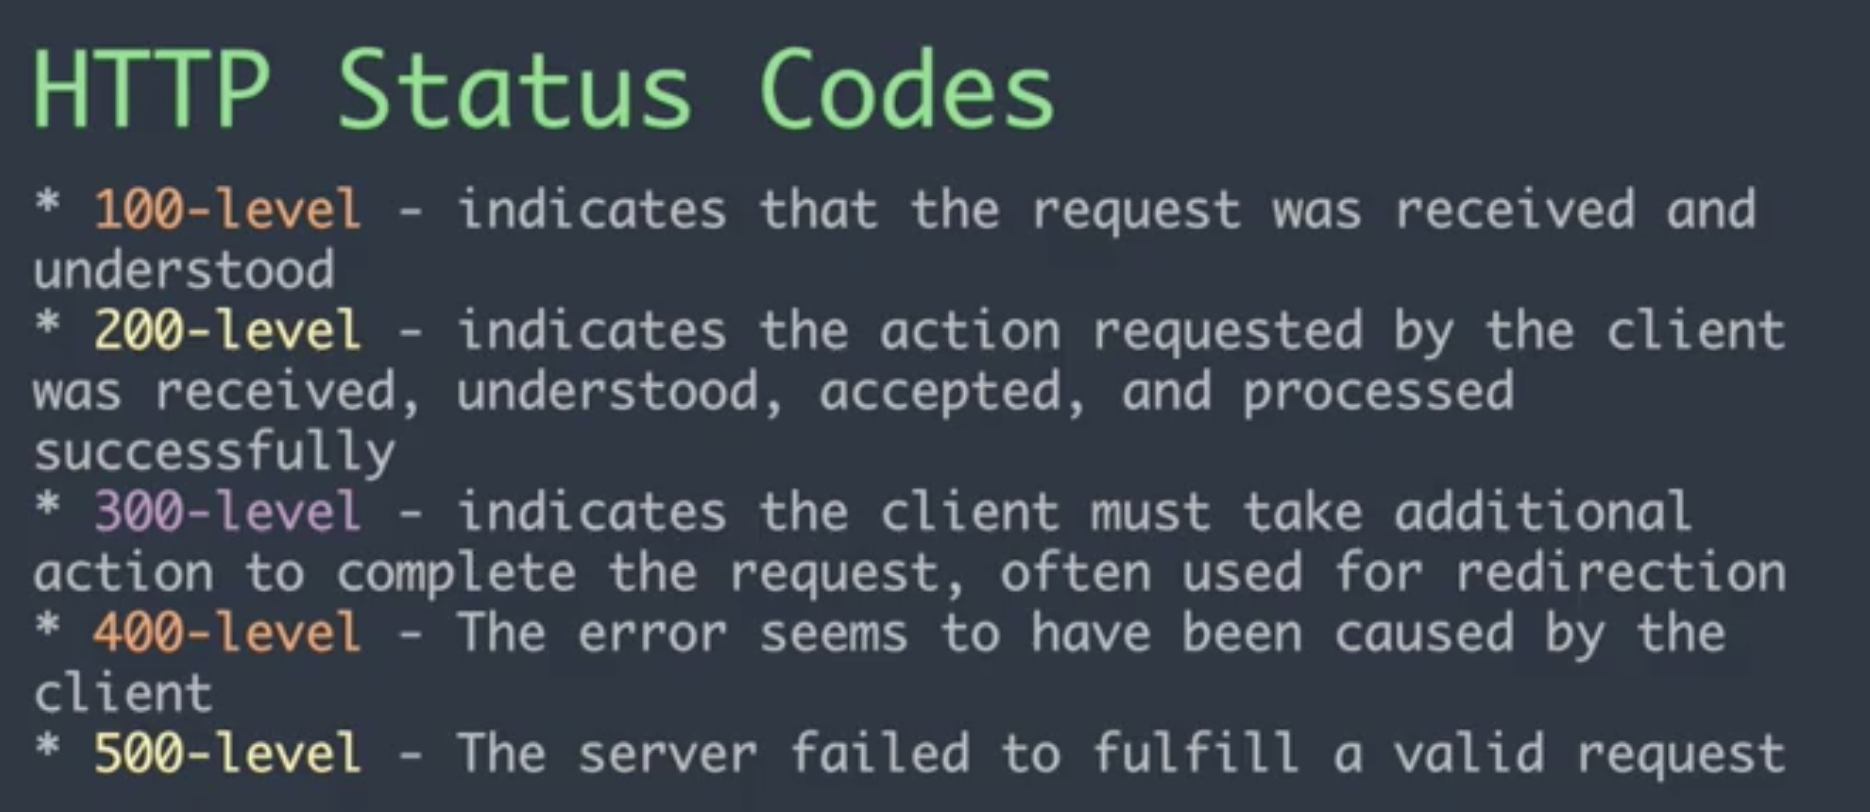 HTTP Status Codes
* 100-level - indicates that the request was received and
understood
* 200-level - indicates the action requested by the client
was received, understood, accepted, and processed
successfully
* 300-level - indicates the client must take additional
action to complete the request, often used for redirection
* 400-level - The error seems to have been caused by the
client
* 500-level - The server failed to fulfill a valid request